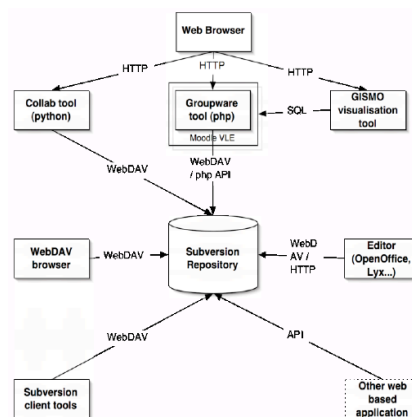 Web Browser
HTTP
HTTP
HTTP
Collab tool
(python)
Groupware
tool (php)
Moodle VLE
SQL
GISMO
visualisation
tool
WebDAV
WebDAV
/ php API
WebDAV
browser
WebDAV
Subversion
Repository
WebD
AV /
HTTP
Editor
(OpenOffice,
Lyx...)
WebDAV
API
Subversion
client tools
Other web
based
application